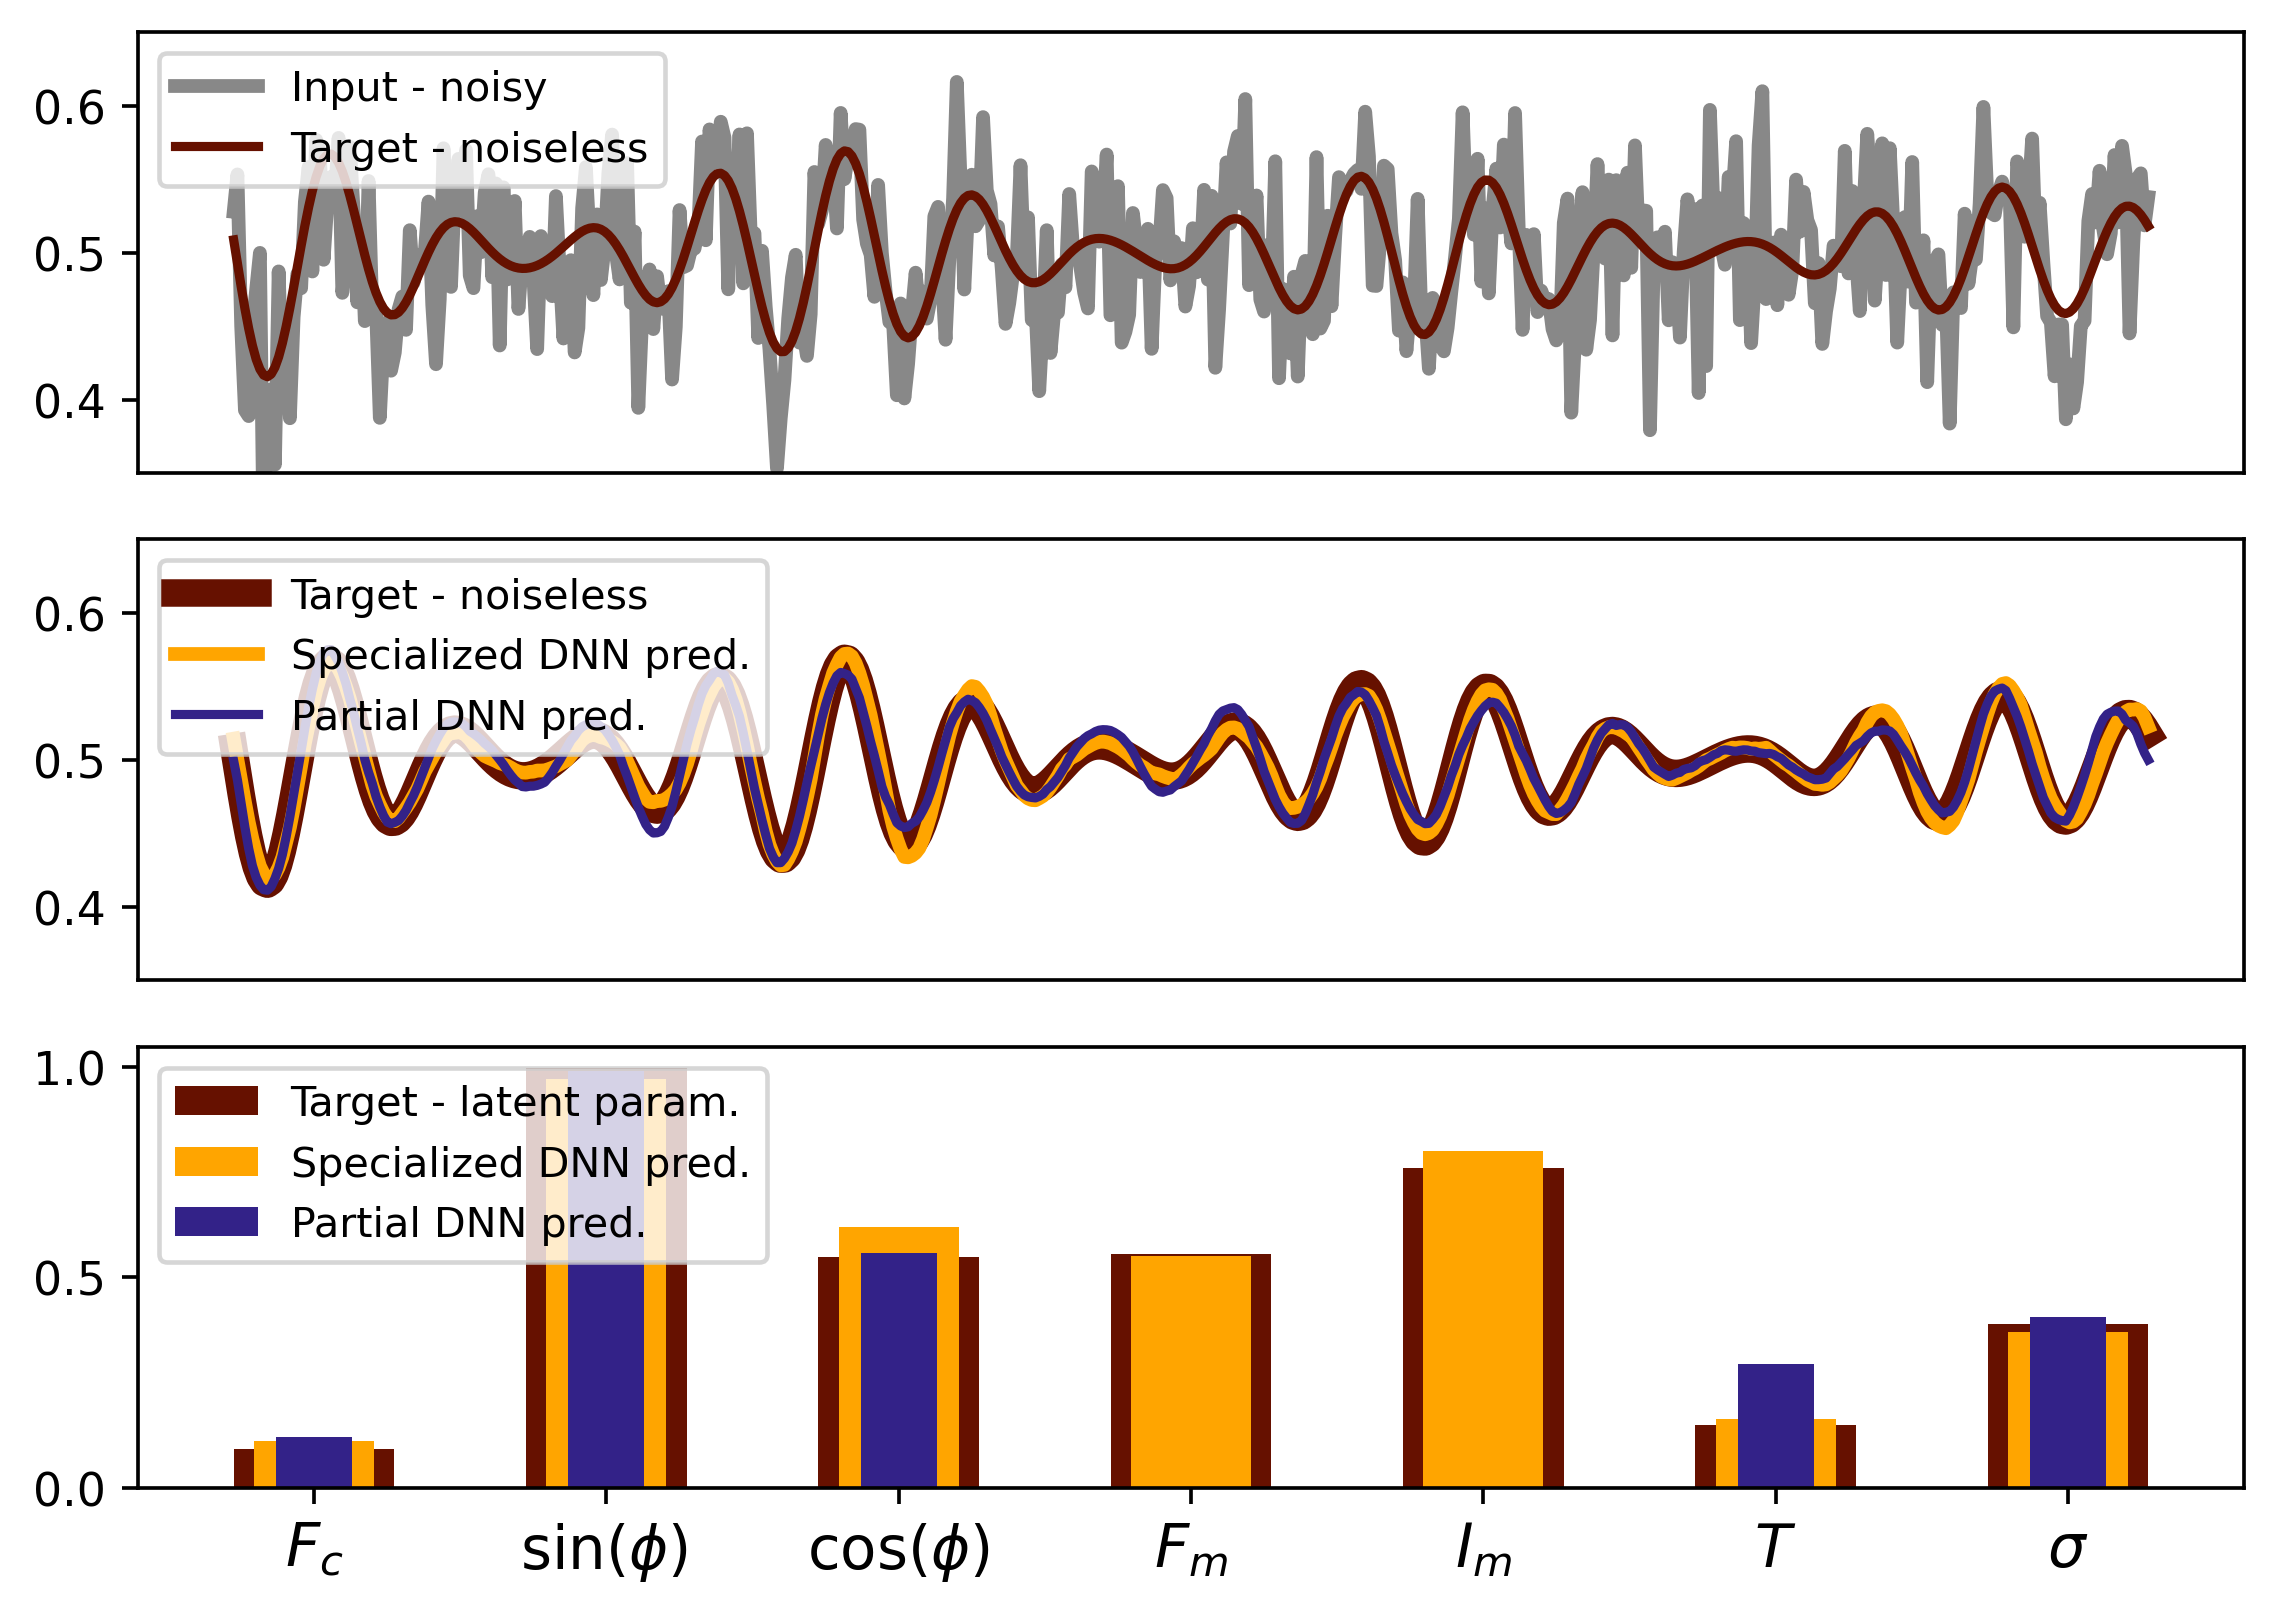 Input - noisy
Target - noiseless
0.6
0.5
0.4
Target - noiseless
Specialized DNN pred.
Partial DNN pred.
0.6
0.5
0.4
Target - latent param.
Specialized DNN pred.
Partial DNN pred.
1.0
0.5
0.0
F_c sin(ϕ) cos(ϕ) F_m I_m T σ